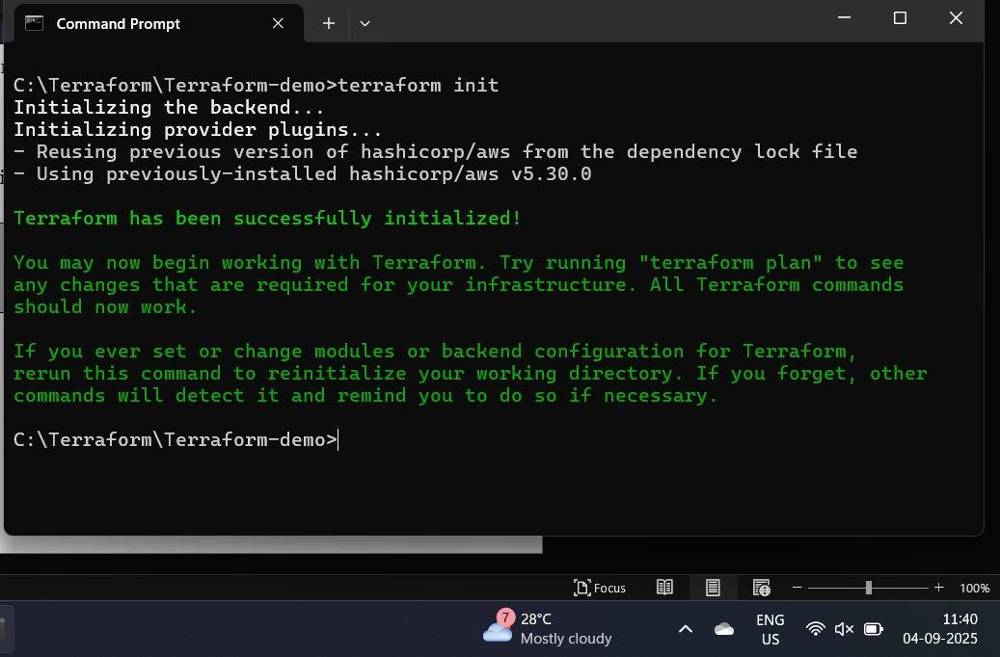 Command Prompt
C:\Terraform\Terraform-demo>terraform init
Initializing the backend...
Initializing provider plugins...
- Reusing previous version of hashicorp/aws from the dependency lock file
- Using previously-installed hashicorp/aws v5.30.0
Terraform has been successfully initialized!
You may now begin working with Terraform. Try running "terraform plan" to see
any changes that are required for your infrastructure. All Terraform commands
should now work.
If you ever set or change modules or backend configuration for Terraform,
rerun this command to reinitialize your working directory. If you forget, other
commands will detect it and remind you to do so if necessary.
C:\Terraform\Terraform-demo>
Focus
100%
7
28°C
Mostly cloudy
ENG
US
11:40
04-09-2025